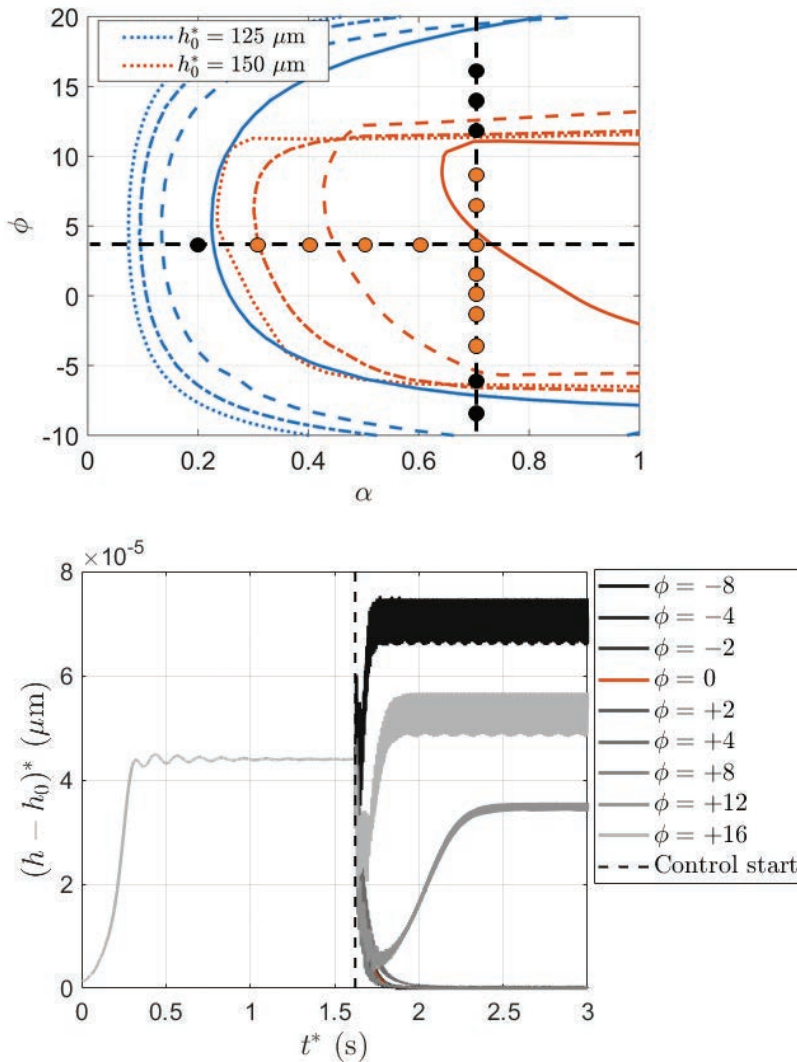 20
15
10
5
0
-5
-10
ϕ
h₀* = 125 μm
h₀* = 150 μm
0 0.2 0.4 0.6 0.8 1
α
×10⁻⁵
8
6
4
2
0
(h − h₀)* (μm)
0 0.5 1 1.5 2 2.5 3
t* (s)
ϕ = −8
ϕ = −4
ϕ = −2
ϕ = 0
ϕ = +2
ϕ = +4
ϕ = +8
ϕ = +12
ϕ = +16
Control start